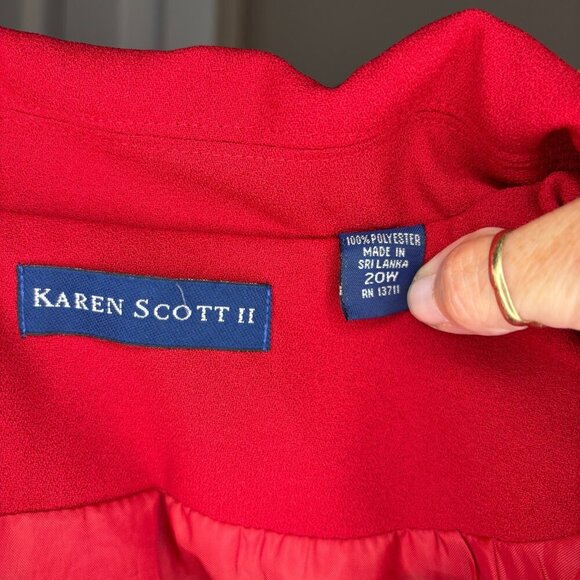 KAREN SCOTT II
100% POLYESTER
MADE IN
SRI LANKA
20W
RN 13711